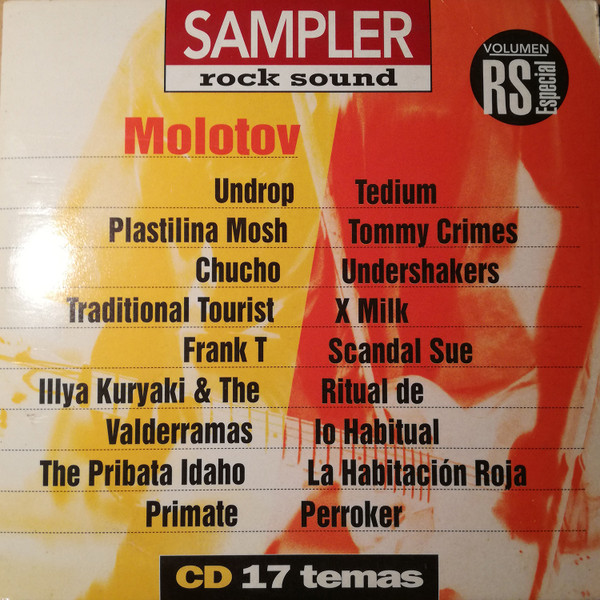 SAMPLER
rock sound
VOLUMEN
RS
Especial
Molotov
Undrop
Plastilina Mosh
Chucho
Traditional Tourist
Frank T
Illya Kuryaki & The
Valderramas
The Pribata Idaho
Primate
Tedium
Tommy Crimes
Undershakers
X Milk
Scandal Sue
Ritual de
lo Habitual
La Habitación Roja
Perroker
CD 17 temas